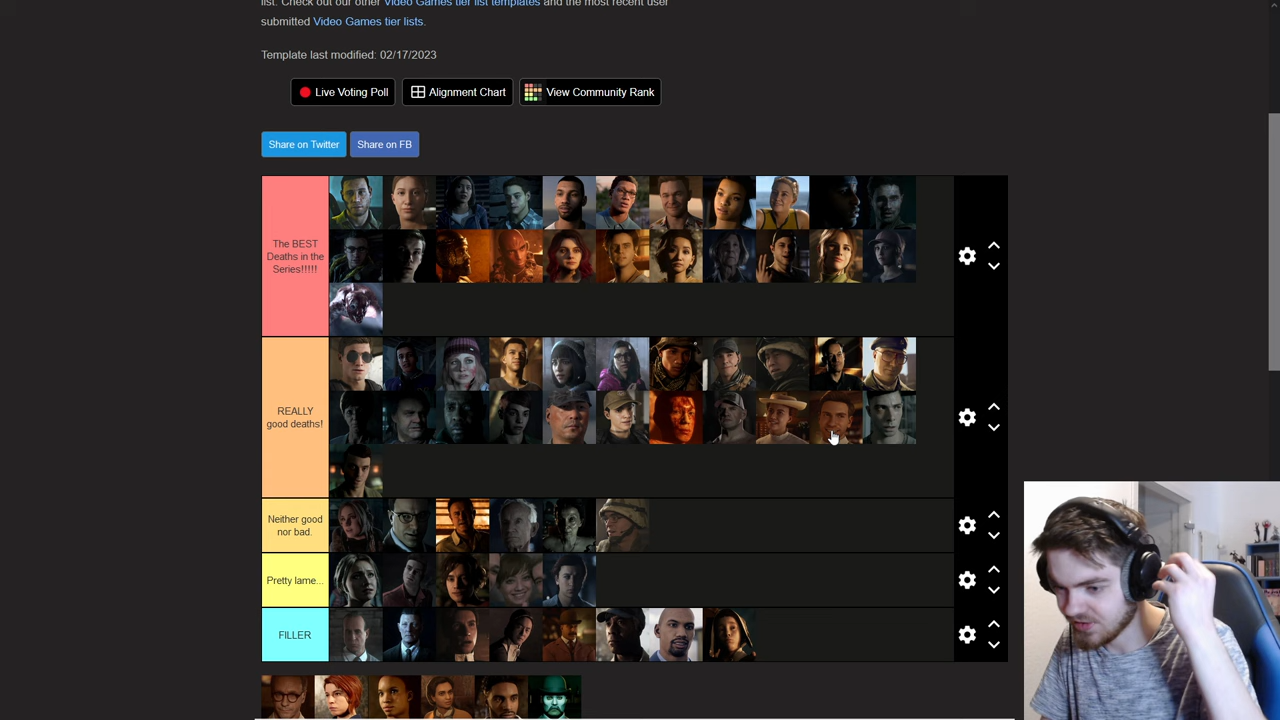 list. Check out our other Video Games tier list templates and the most recent user
submitted Video Games tier lists.
Template last modified: 02/17/2023
Live Voting Poll
Alignment Chart
View Community Rank
Share on Twitter
Share on FB
The BEST
Deaths in the
Series!!!!!
REALLY
good deaths!
Neither good
nor bad.
Pretty lame...
FILLER